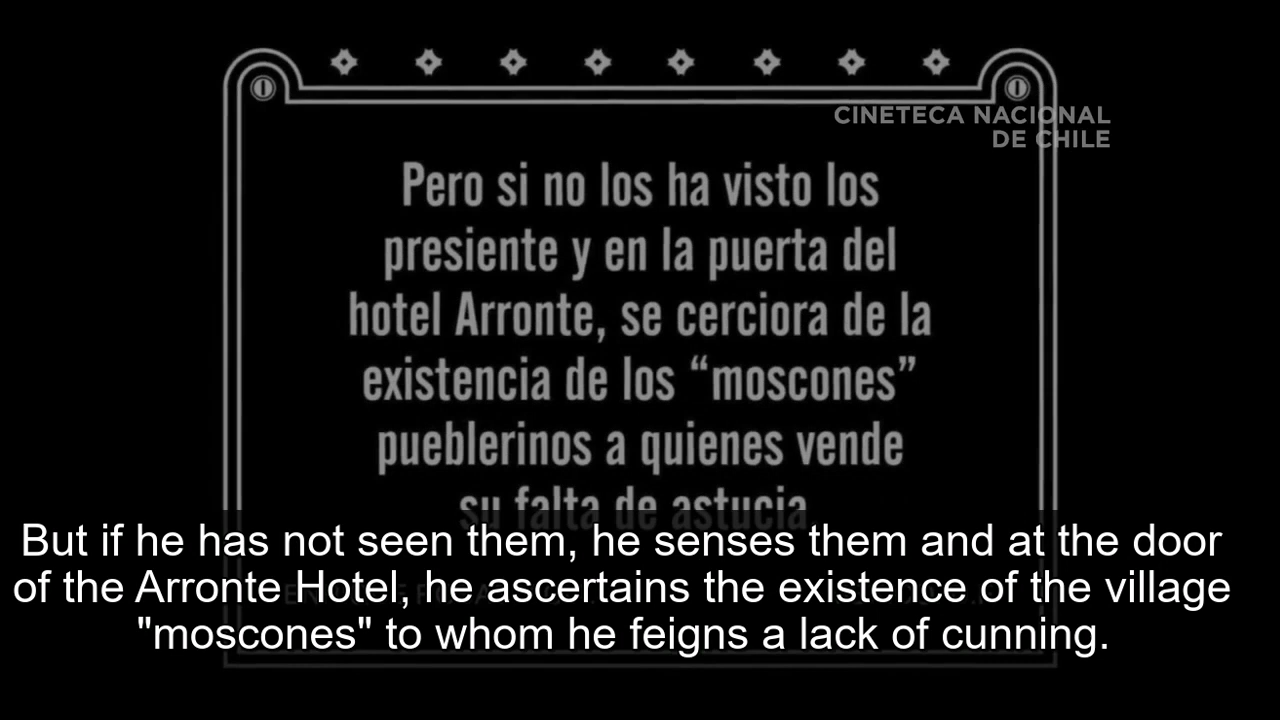 CINETECA NACIONAL
DE CHILE
Pero si no los ha visto los
presiente y en la puerta del
hotel Arronte, se cerciora de la
existencia de los “moscones”
pueblerinos a quienes vende
su falta de astucia
But if he has not seen them, he senses them and at the door
of the Arronte Hotel, he ascertains the existence of the village
"moscones" to whom he feigns a lack of cunning.